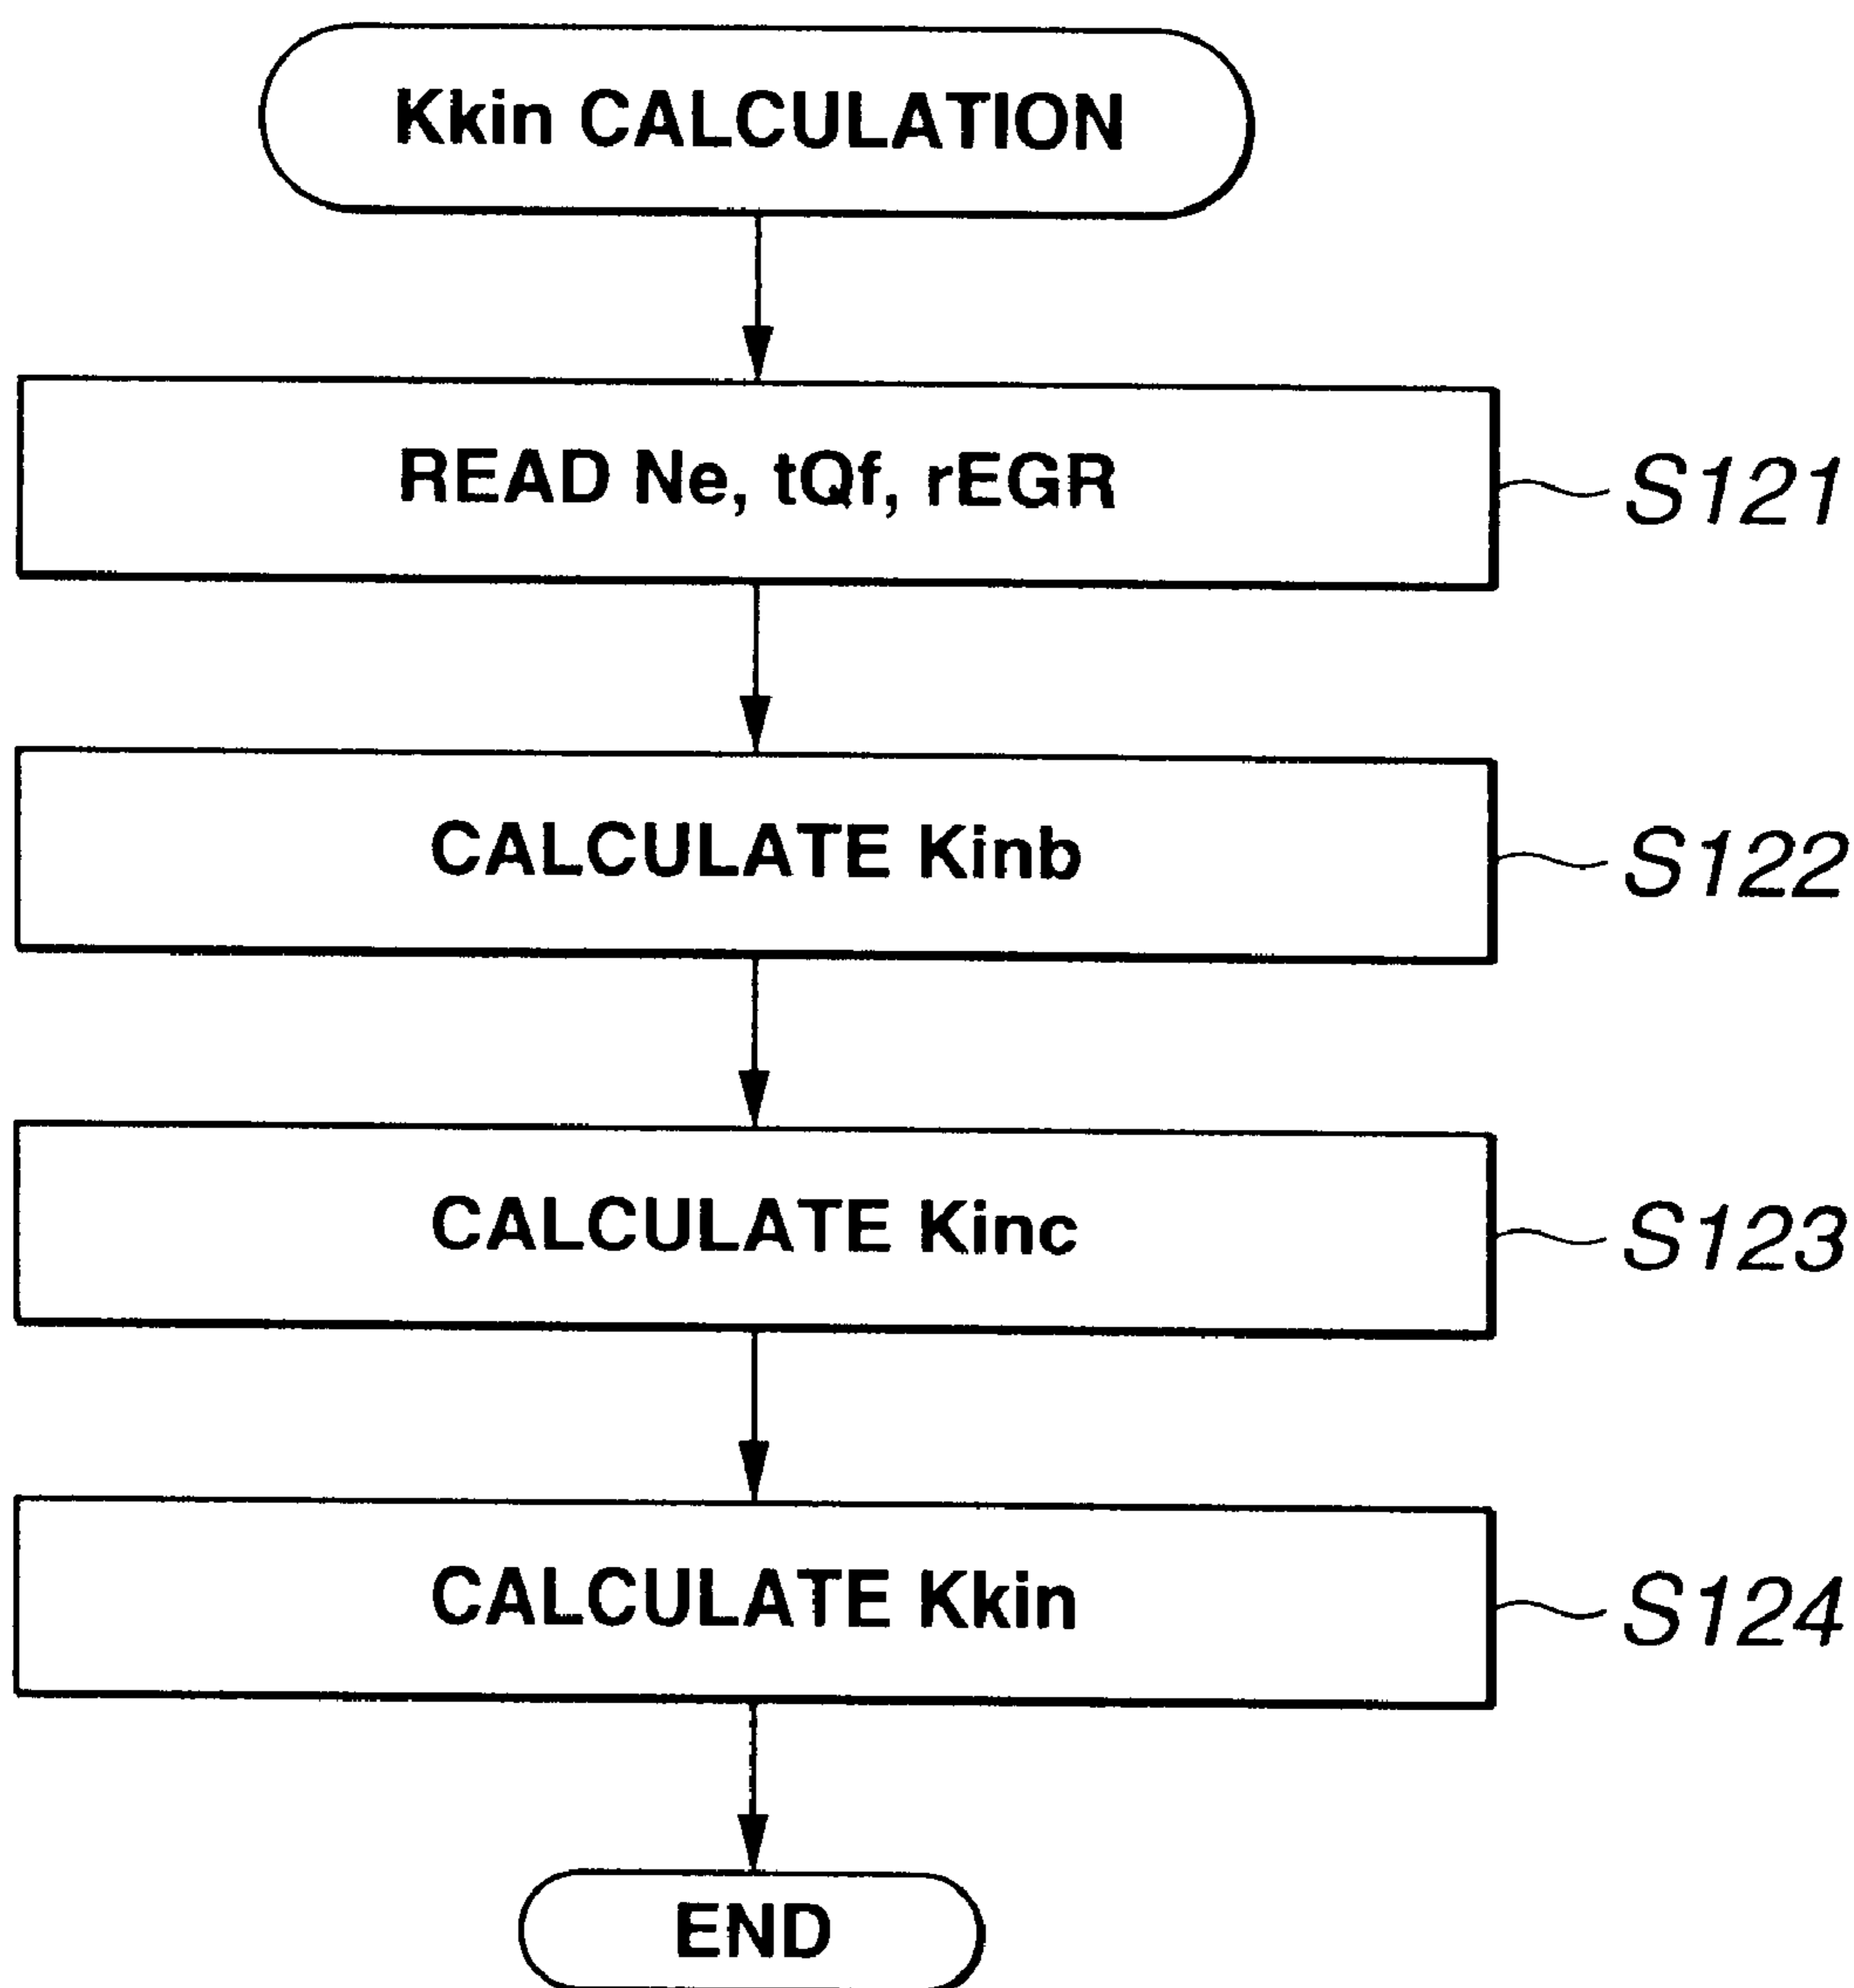 Kkin CALCULATION
READ Ne, tQf, rEGR
S121
CALCULATE Kinb
S122
CALCULATE Kinc
S123
CALCULATE Kkin
S124
END